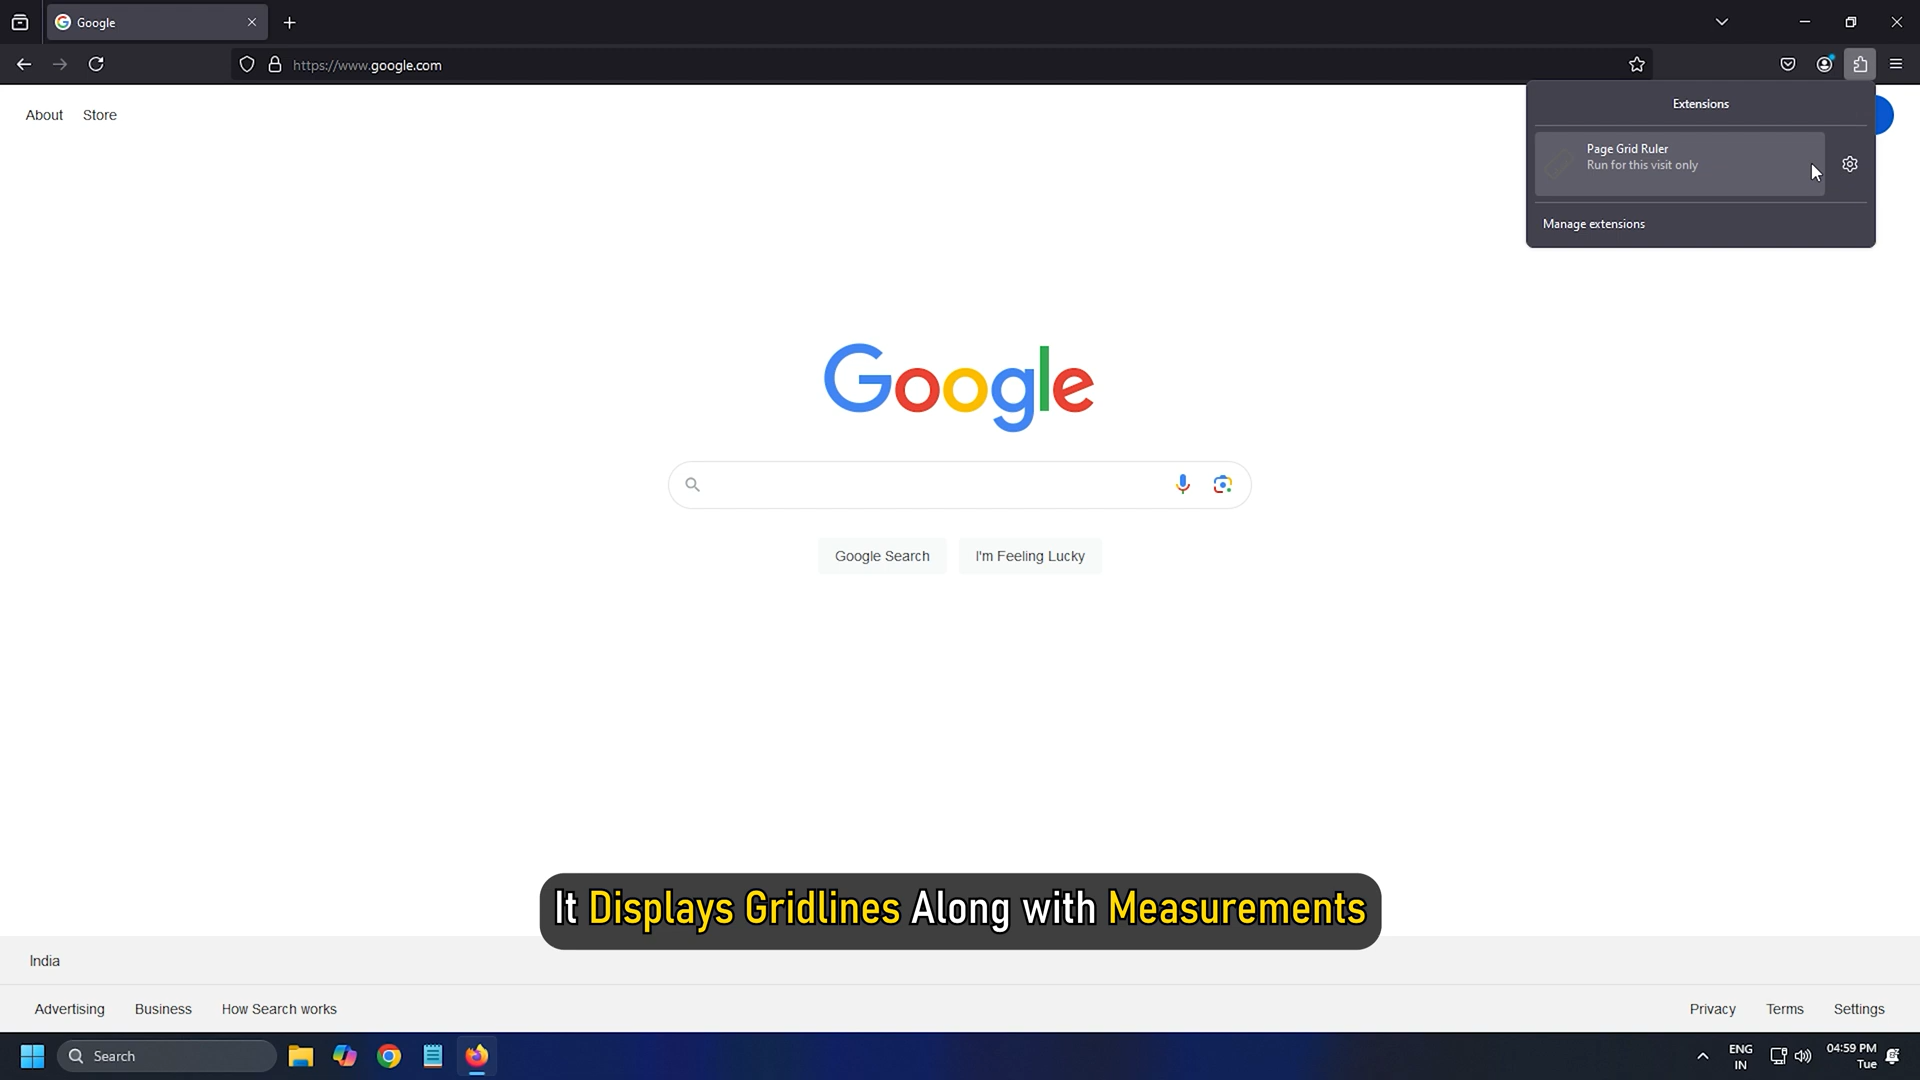 Google
https://www.google.com
About
Store
Extensions
Page Grid Ruler
Run for this visit only
Manage extensions
Google
Google Search
I'm Feeling Lucky
It Displays Gridlines Along with Measurements
India
Advertising
Business
How Search works
Privacy
Terms
Settings
Search
ENG
IN
04:59 PM
Tue